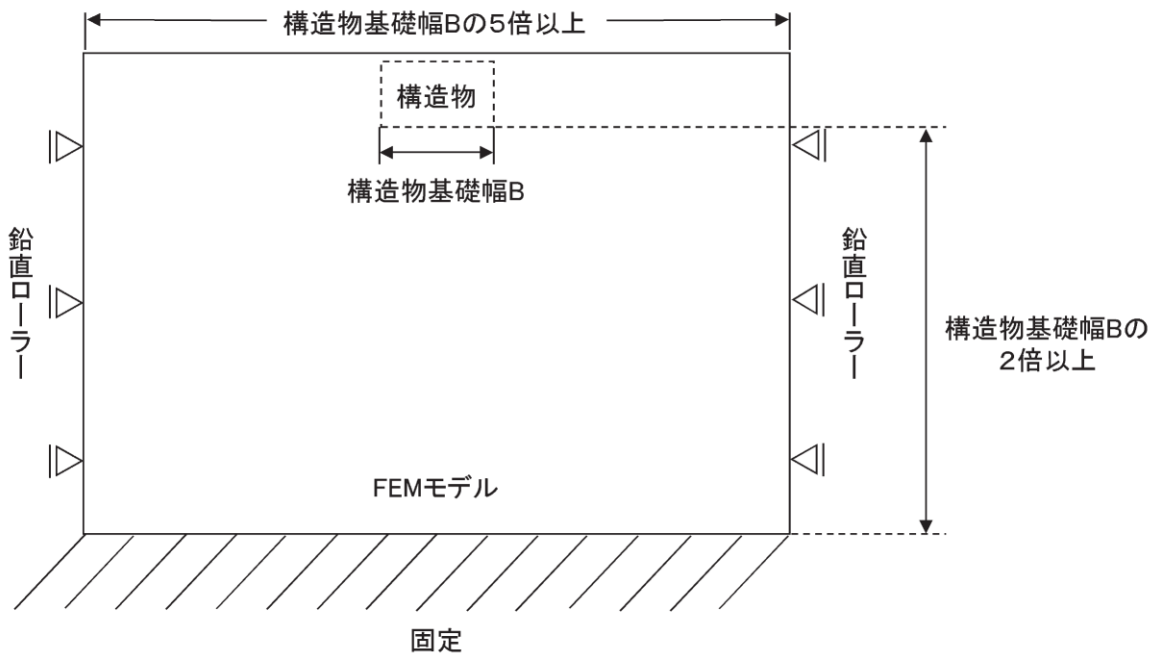 構造物基礎幅Bの5倍以上
構造物
構造物基礎幅B
鉛直ローラー
鉛直ローラー
構造物基礎幅Bの
2倍以上
FEMモデル
固定